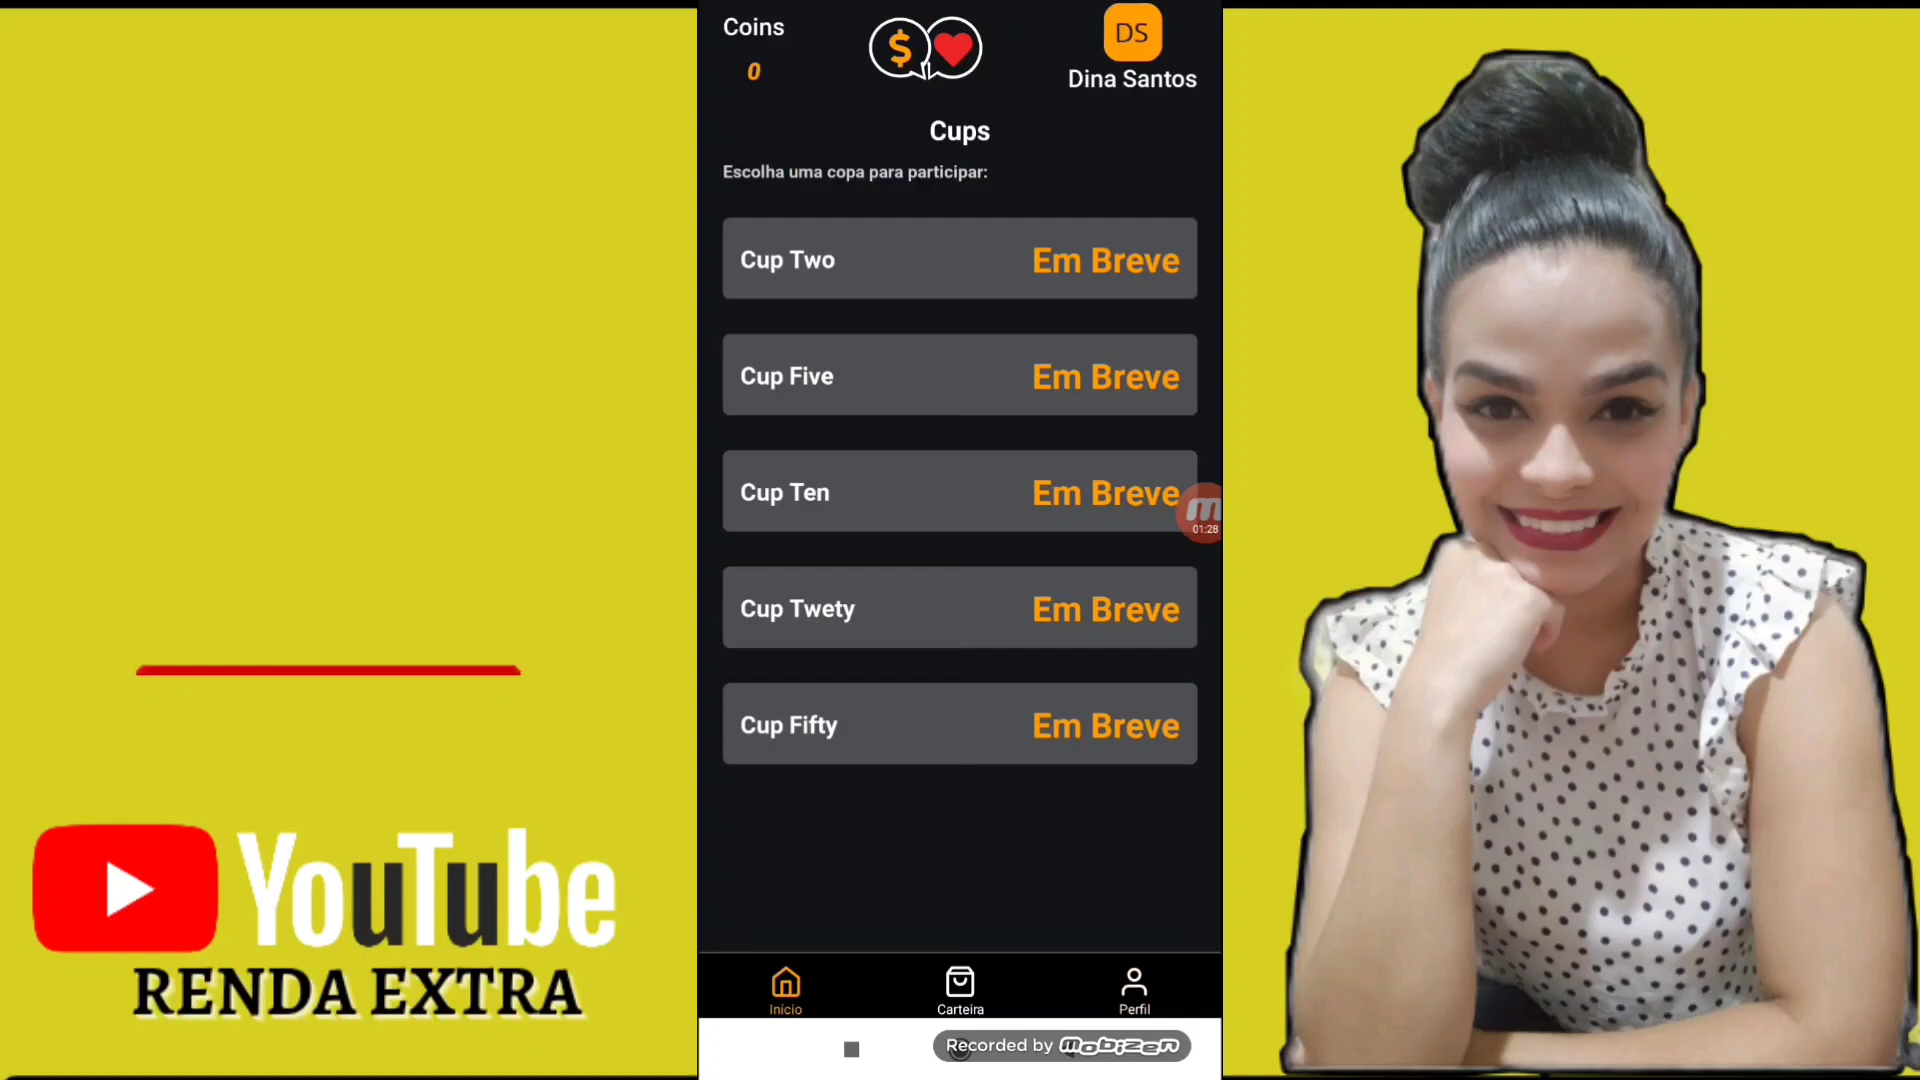 Coins
0
$
DS
Dina Santos
Cups
Escolha uma copa para participar:
Cup Two
Em Breve
Cup Five
Em Breve
Cup Ten
Em Breve
m
01:28
Cup Twety
Em Breve
Cup Fifty
Em Breve
YouTube
RENDA EXTRA
Início
Carteira
Perfil
Recorded by mobizen